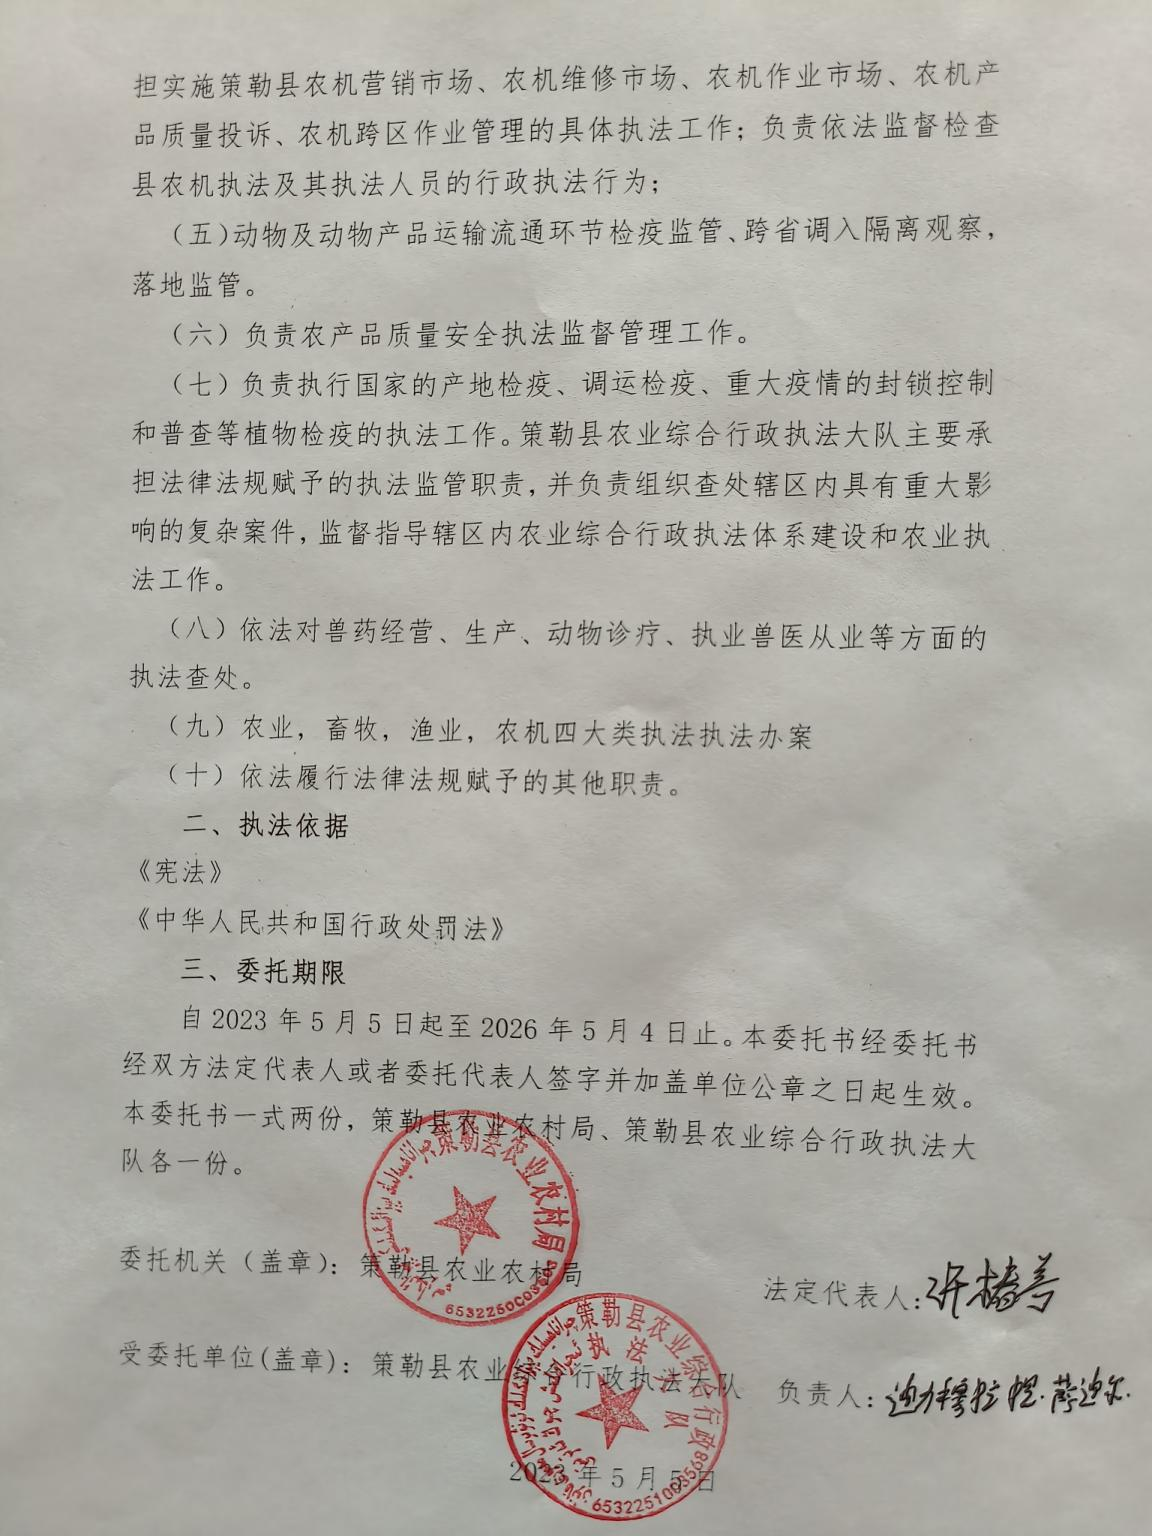 担实施策勒县农机营销市场、农机维修市场、农机作业市场、农机产
品质量投诉、农机跨区作业管理的具体执法工作；负责依法监督检查
县农机执法及其执法人员的行政执法行为；
（五）动物及动物产品运输流通环节检疫监管、跨省调入隔离观察，
落地监管。
（六）负责农产品质量安全执法监督管理工作。
（七）负责执行国家的产地检疫、调运检疫、重大疫情的封锁控制
和普查等植物检疫的执法工作。策勒县农业综合行政执法大队主要承
担法律法规赋予的执法监管职责，并负责组织查处辖区内具有重大影
响的复杂案件，监督指导辖区内农业综合行政执法体系建设和农业执
法工作。
（八）依法对兽药经营、生产、动物诊疗、执业兽医从业等方面的
执法查处。
（九）农业，畜牧，渔业，农机四大类执法执法办案
（十）依法履行法律法规赋予的其他职责。
二、执法依据
《宪法》
《中华人民共和国行政处罚法》
三、委托期限
自 2023 年 5 月 5 日起至 2026 年 5 月 4 日止。本委托书经委托书
经双方法定代表人或者委托代表人签字并加盖单位公章之日起生效。
本委托书一式两份，策勒县农业农村局、策勒县农业综合行政执法大
队各一份。
策勒县农业农村局
委托机关（盖章）：策勒县农业农村局
法定代表人：许椿善
策勒县农业综合行政
执法大队
6532251003568
受委托单位(盖章)：策勒县农业综合行政执法大队
负责人：迪力穆拉提·萨迪尔
2023 年 5 月 5 日